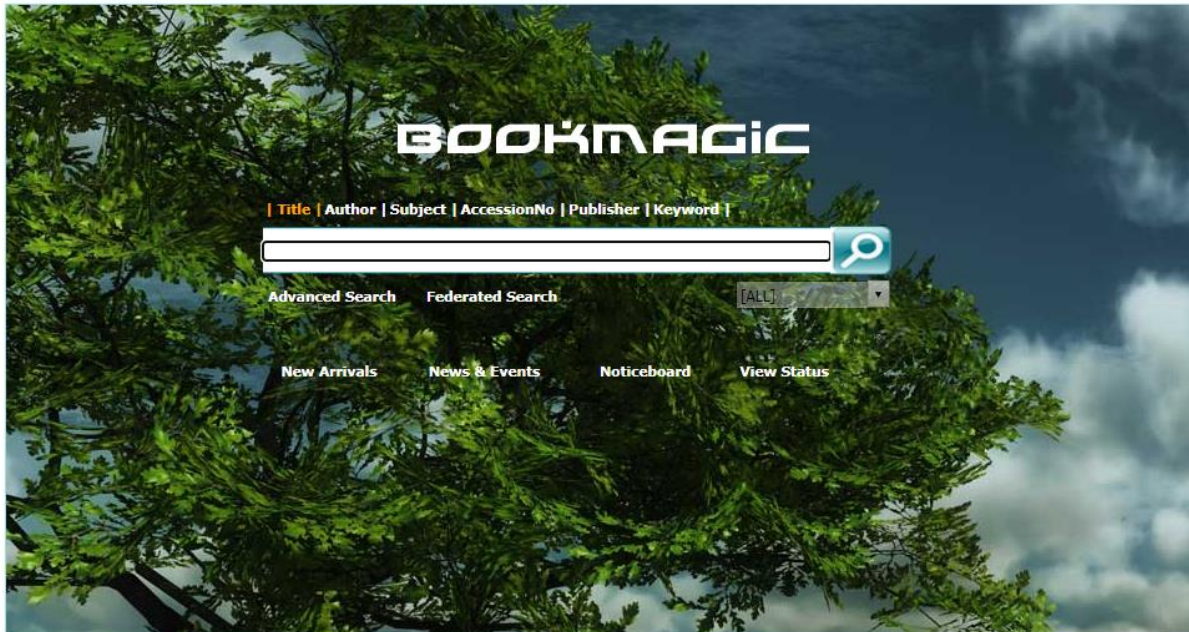 BOOKMAGiC
| Title | Author | Subject | AccessionNo | Publisher | Keyword |
Advanced Search Federated Search [ALL]
New Arrivals News & Events Noticeboard View Status